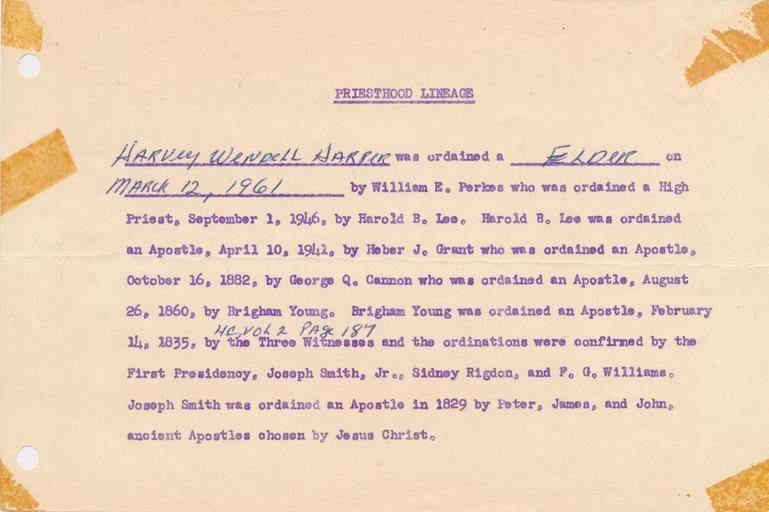 PRIESTHOOD LINEAGE
HARVEY WENDELL HARPER was ordained a ELDER on
MARCH 12, 1961 by William E. Perkes who was ordained a High
Priest, September 1, 1946, by Harold B. Lee. Harold B. Lee was ordained
an Apostle, April 10, 1941, by Heber J. Grant who was ordained an Apostle,
October 16, 1882, by George Q. Cannon who was ordained an Apostle, August
26, 1860, by Brigham Young. Brigham Young was ordained an Apostle, February
HC, VOL 2 PAGE 187
14, 1835, by the Three Witnesses and the ordinations were confirmed by the
First Presidency, Joseph Smith, Jr., Sidney Rigdon, and F. G. Williams.
Joseph Smith was ordained an Apostle in 1829 by Peter, James, and John,
ancient Apostles chosen by Jesus Christ.